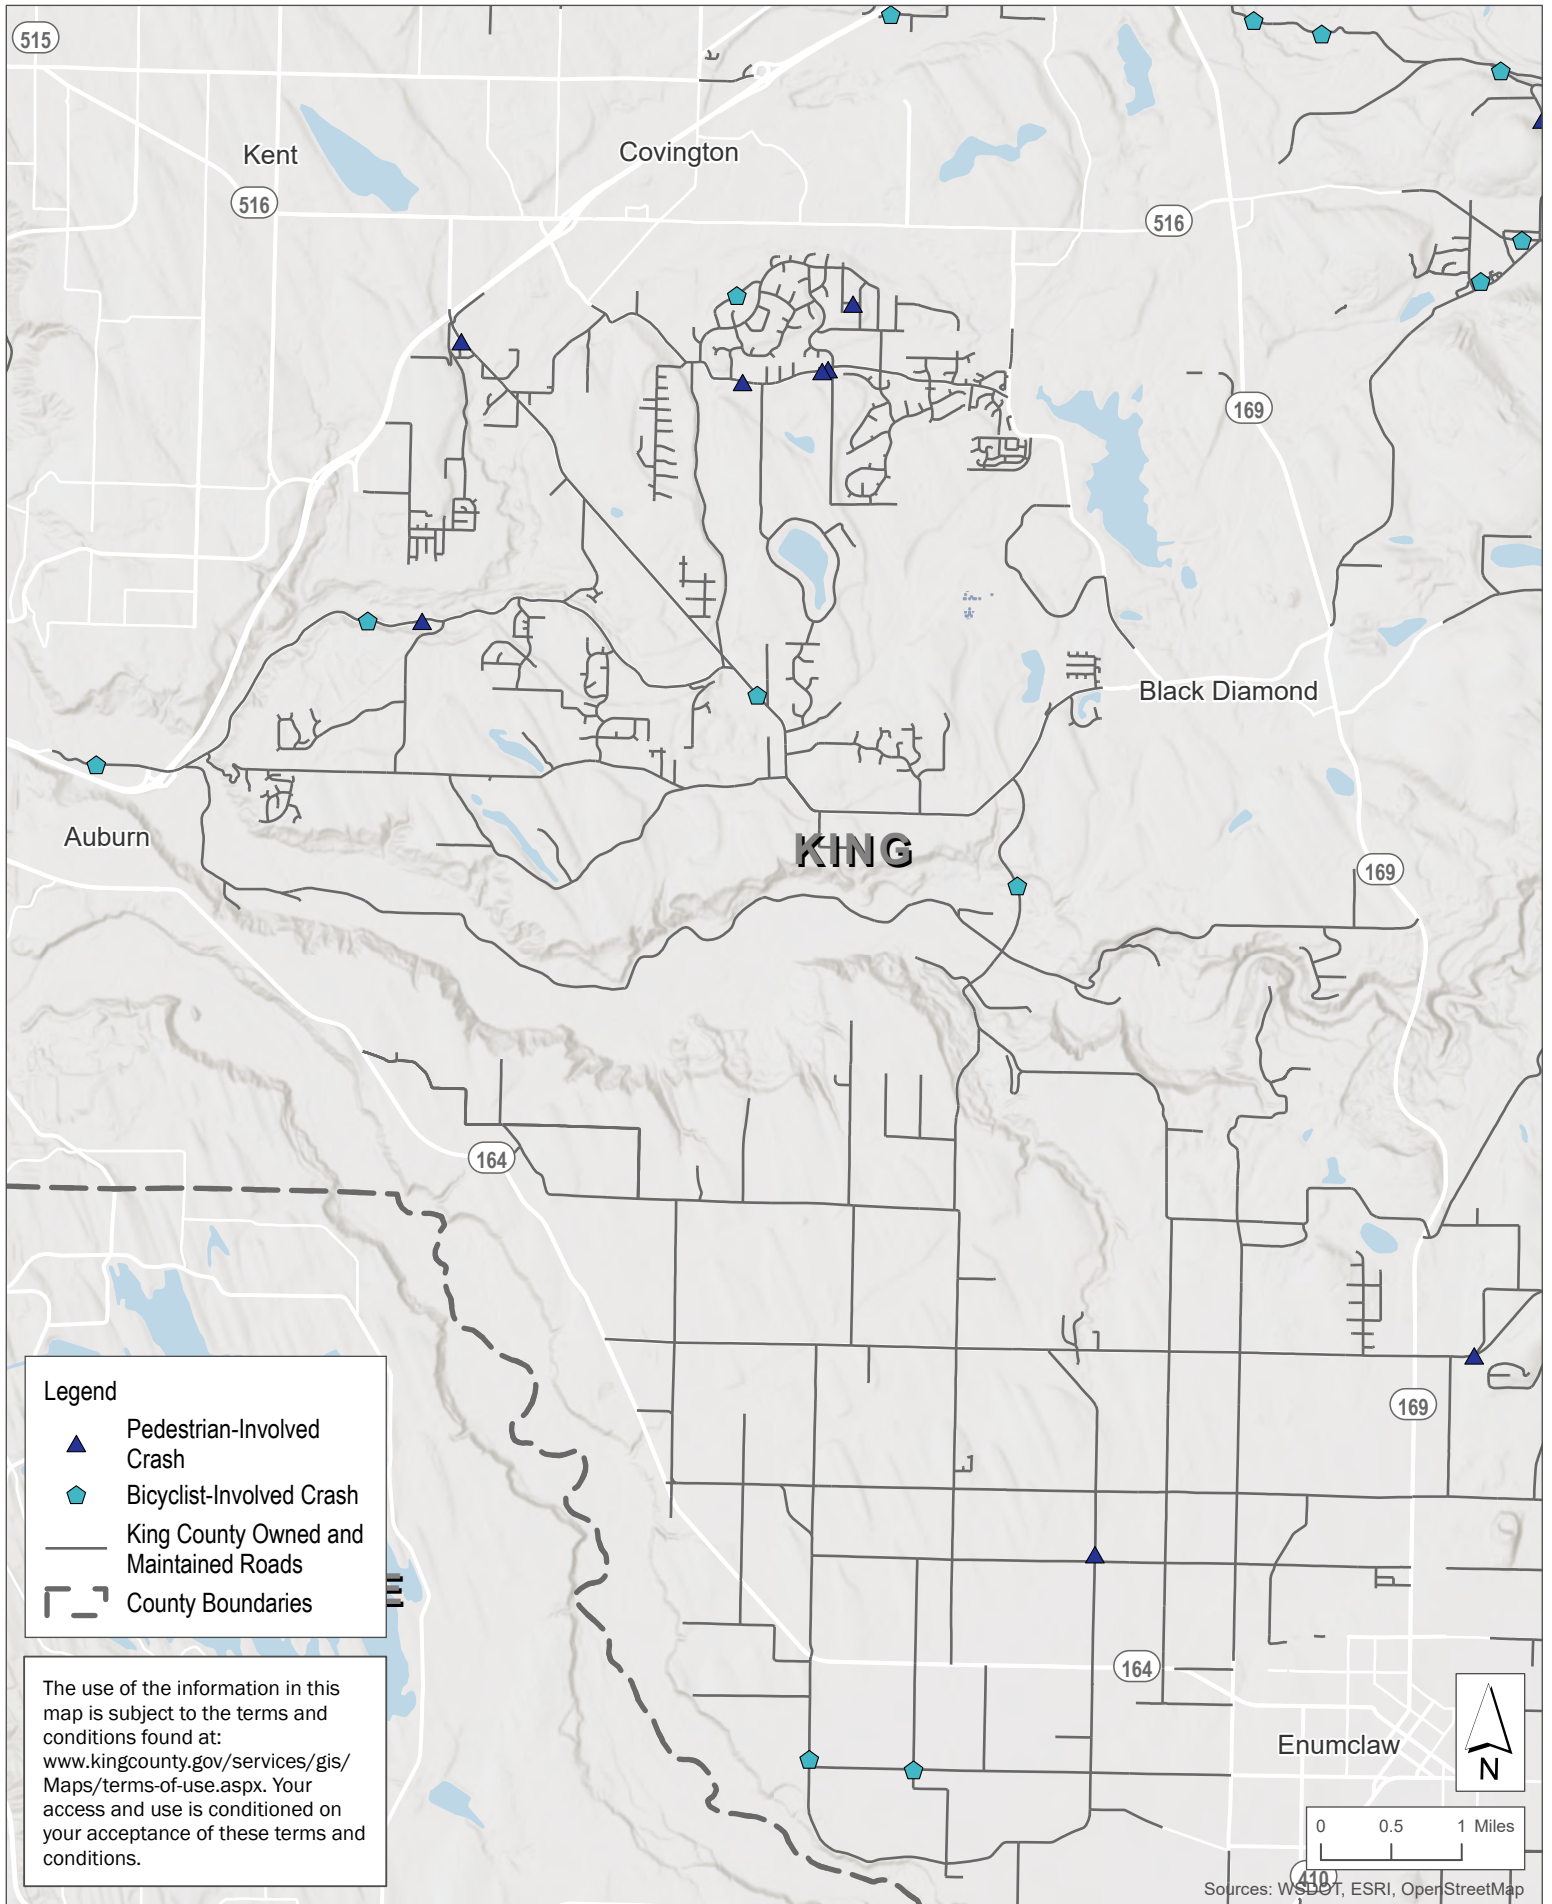 515
Kent
Covington
516
516
169
Black Diamond
Auburn
KING
169
164
169
Legend
Pedestrian-Involved
Crash
Bicyclist-Involved Crash
King County Owned and
Maintained Roads
County Boundaries
164
The use of the information in this
map is subject to the terms and
conditions found at:
www.kingcounty.gov/services/gis/
Maps/terms-of-use.aspx. Your
access and use is conditioned on
your acceptance of these terms and
conditions.
Enumclaw
N
0 0.5 1 Miles
410
Sources: WSDOT, ESRI, OpenStreetMap